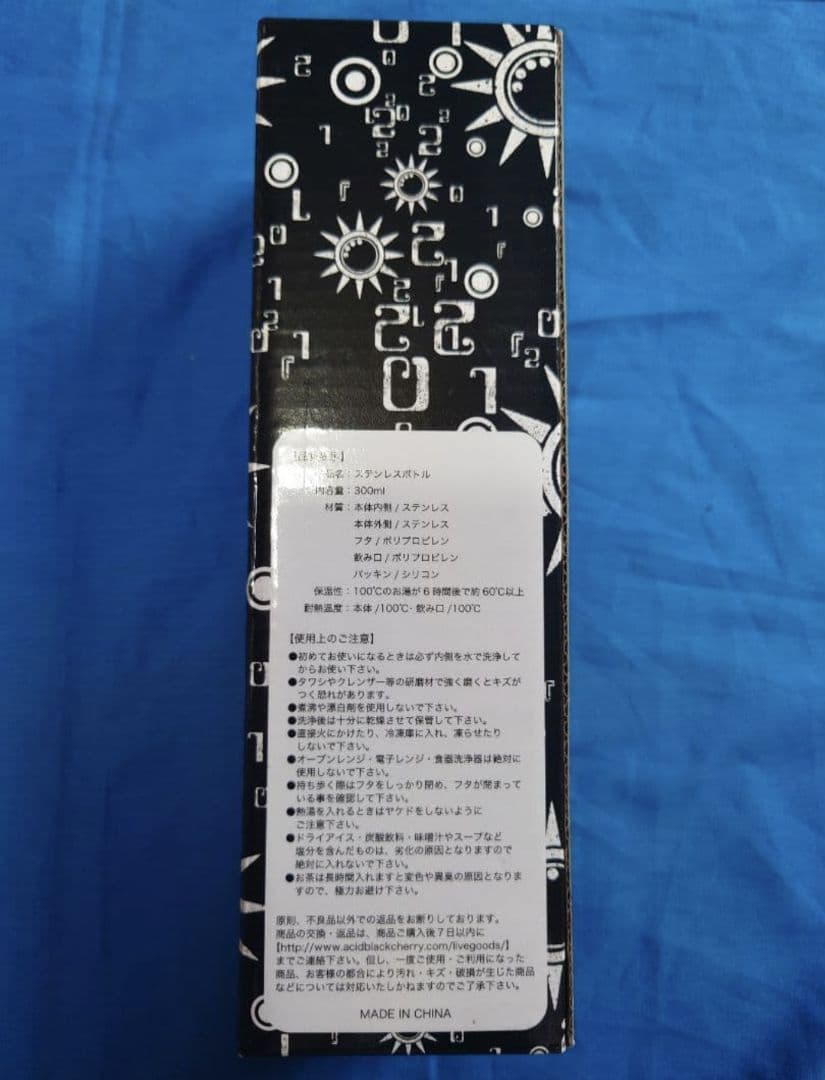 品名：ステンレスボトル
内容量：300ml
材質：本体内側/ステンレス
本体外側/ステンレス
フタ/ポリプロピレン
飲み口/ポリプロピレン
パッキン/シリコン
保温性：100℃のお湯が6時間後で約60℃以上
耐熱温度：本体/100℃･飲み口/100℃
【使用上のご注意】
●初めてお使いになるときは必ず内側を水で洗浄して
からお使い下さい。
●タワシやクレンザー等の研磨材で強く磨くとキズが
つく恐れがあります。
●煮沸や漂白剤を使用しないで下さい。
●洗浄後は十分に乾燥させて保管して下さい。
●直接火にかけたり、冷凍庫に入れ、凍らせたり
しないで下さい。
●オーブンレンジ・電子レンジ・食器洗浄器は絶対に
使用しないで下さい。
●持ち歩く際はフタをしっかり閉め、フタが閉まって
いる事を確認して下さい。
●熱湯を入れるときはヤケドをしないように
ご注意下さい。
●ドライアイス・炭酸飲料・味噌汁やスープなど
塩分を含んだものは、劣化の原因となりますので
絶対に入れないで下さい。
●お茶は長時間入れますと変色や異臭の原因となりま
すので、極力お避け下さい。
原則、不良品以外での返品をお断りしております。
商品の交換・返品は、商品ご購入後7日以内に
【http://www.acidblackcherry.com/livegoods/】
までご連絡下さい。但し、一度ご使用・ご利用になった
商品、お客様の都合により汚れ・キズ・破損が生じた商品
などについては対応いたしかねますのでご了承下さい。
MADE IN CHINA